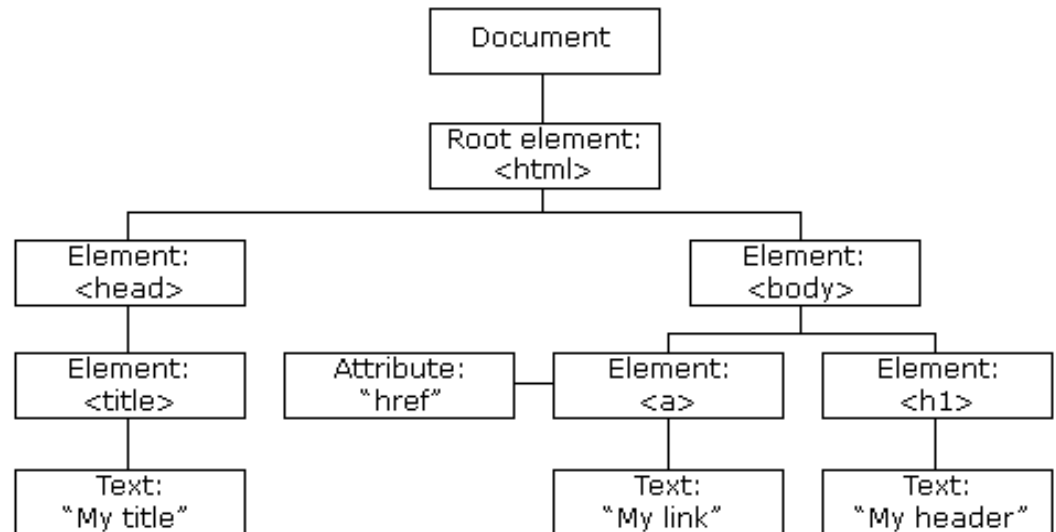 Document
Root element:
<html>
Element:
<head>
Element:
<body>
Element:
<title>
Attribute:
“href”
Element:
<a>
Element:
<h1>
Text:
“My title”
Text:
“My link”
Text:
“My header”